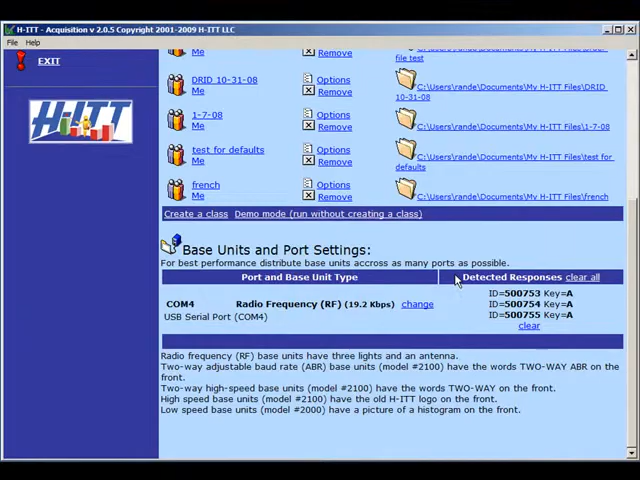 H-ITT - Acquisition v 2.0.5 Copyright 2001-2009 H-ITT LLC
File Help
EXIT
H-ITT
Me
Remove
file test
DRID 10-31-08
Me
Options
Remove
C:\Users\rande\Documents\My H-ITT Files\DRID
10-31-08
1-7-08
Me
Options
Remove
C:\Users\rande\Documents\My H-ITT Files\1-7-08
test for defaults
Me
Options
Remove
C:\Users\rande\Documents\My H-ITT Files\test for
defaults
french
Me
Options
Remove
C:\Users\rande\Documents\My H-ITT Files\french
Create a class Demo mode (run without creating a class)
Base Units and Port Settings:
For best performance distribute base units accross as many ports as possible.
Port and Base Unit Type Detected Responses clear all
COM4 Radio Frequency (RF) (19.2 Kbps) change
USB Serial Port (COM4)
ID=500753 Key=A
ID=500754 Key=A
ID=500755 Key=A
clear
Radio frequency (RF) base units have three lights and an antenna.
Two-way adjustable baud rate (ABR) base units (model #2100) have the words TWO-WAY ABR on the
front.
Two-way high-speed base units (model #2100) have the words TWO-WAY on the front.
High speed base units (model #2100) have the old H-ITT logo on the front.
Low speed base units (model #2000) have a picture of a histogram on the front.